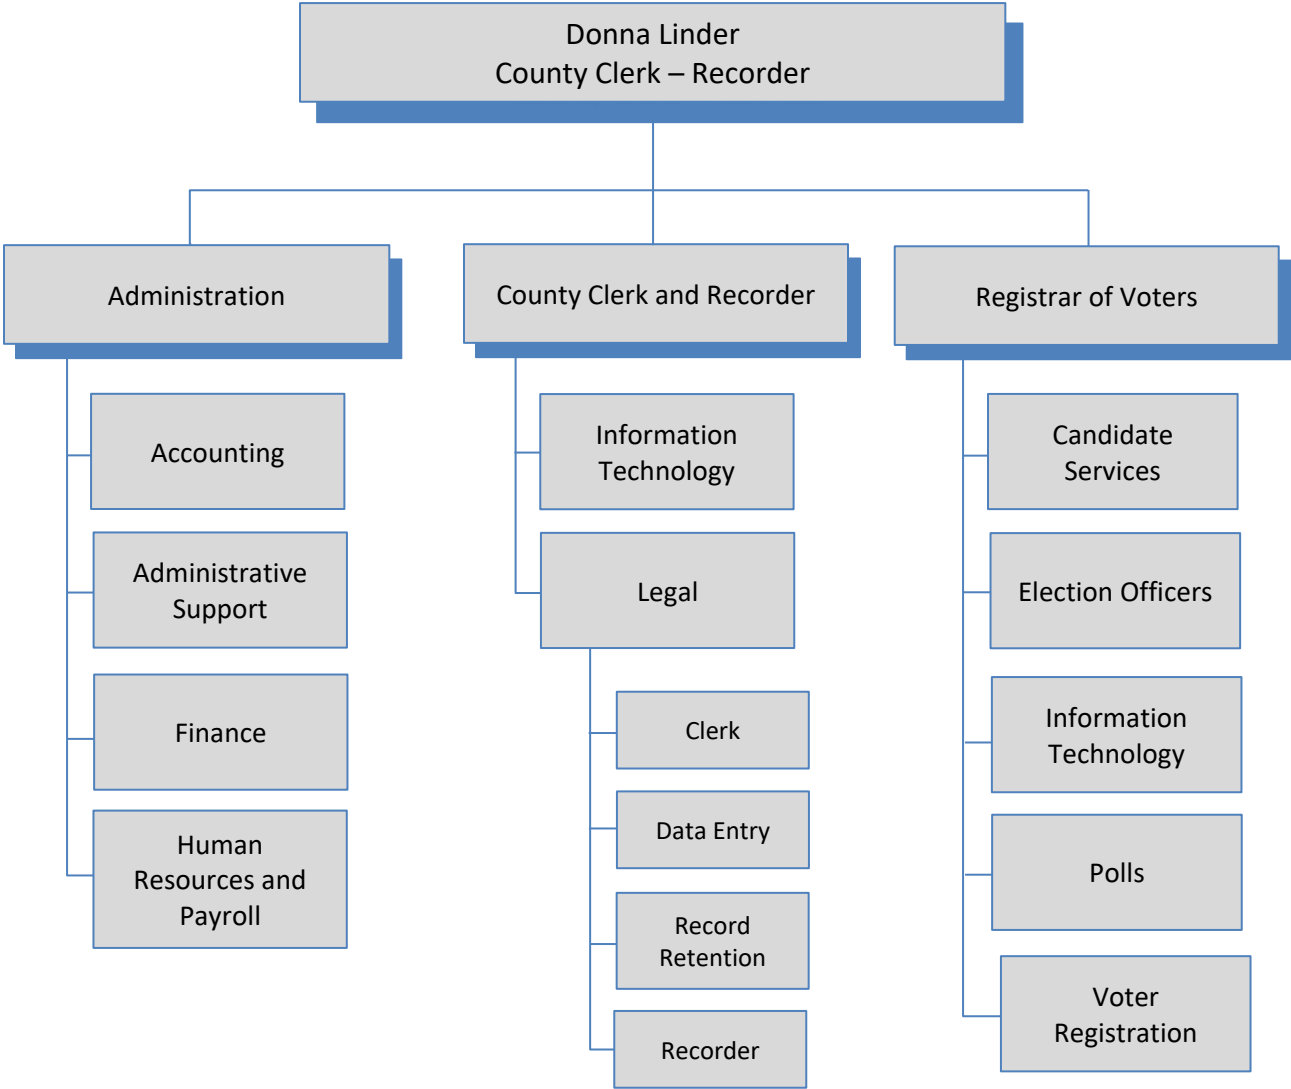 Donna Linder
County Clerk – Recorder
Administration
County Clerk and Recorder
Registrar of Voters
Accounting
Administrative
Support
Finance
Human
Resources and
Payroll
Information
Technology
Legal
Clerk
Data Entry
Record
Retention
Recorder
Candidate
Services
Election Officers
Information
Technology
Polls
Voter
Registration